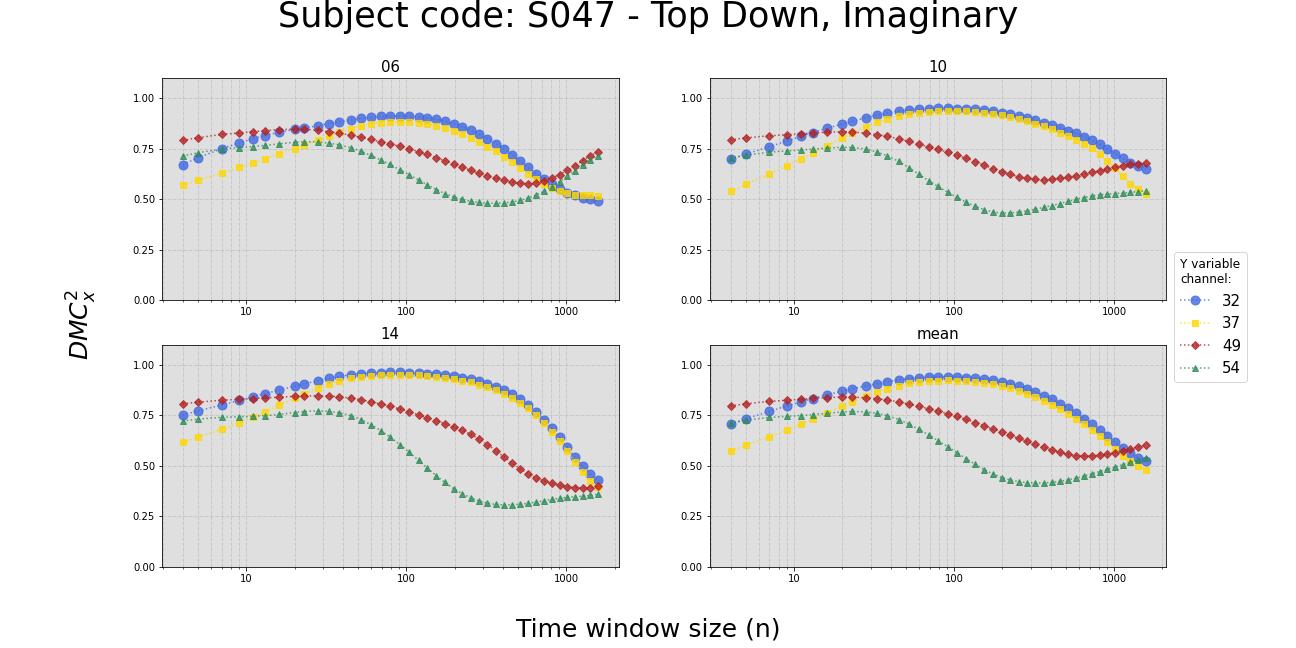 Subject code: S047 - Top Down, Imaginary
06
1.00
0.75
0.50
0.25
0.00
10 100 1000
10
1.00
0.75
0.50
0.25
0.00
10 100 1000
14
1.00
0.75
0.50
0.25
0.00
10 100 1000
mean
1.00
0.75
0.50
0.25
0.00
10 100 1000
DMC²ₓ
Y variable
channel:
32
37
49
54
Time window size (n)